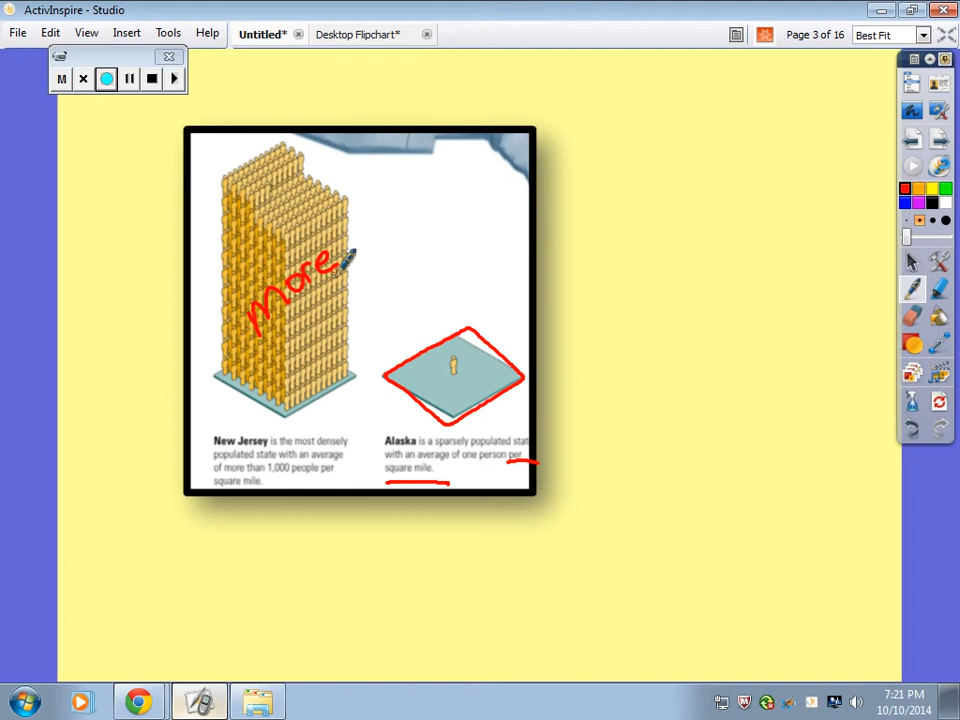 ActivInspire - Studio
File Edit View Insert Tools Help
Untitled* Desktop Flipchart* Page 3 of 16 Best Fit
M
more
New Jersey is the most densely
populated state with an average
of more than 1,000 people per
square mile.
Alaska is a sparsely populated stat
with an average of one person per
square mile.
7:21 PM
10/10/2014